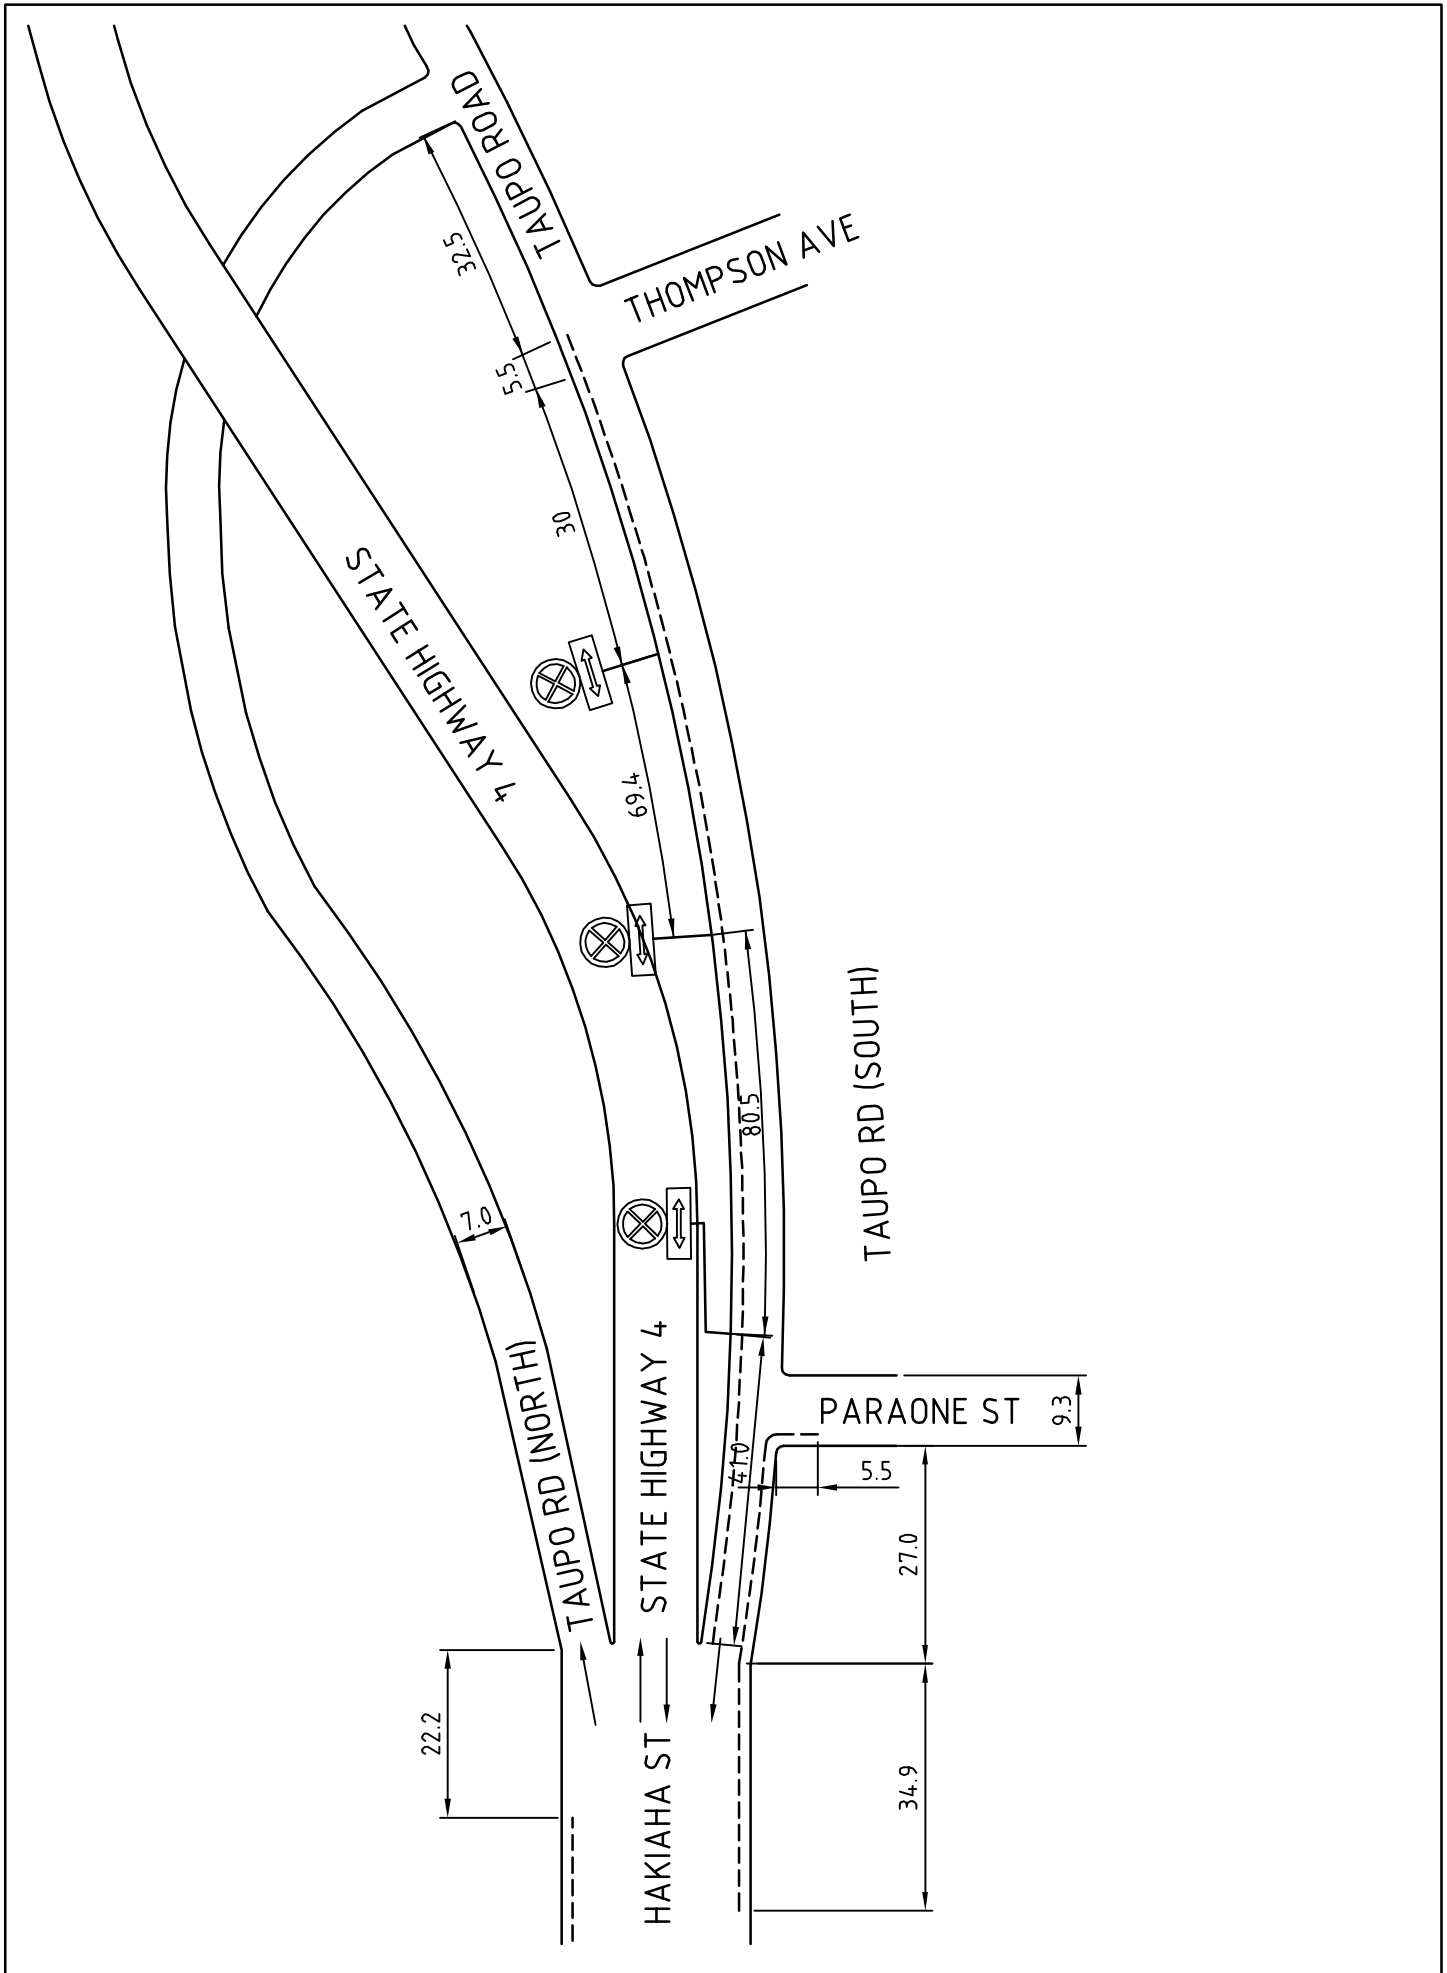 TAUPO ROAD
THOMPSON AVE
32.5
5.5
30
STATE HIGHWAY 4
69.4
80.5
TAUPO RD (SOUTH)
7.0
TAUPO RD (NORTH)
STATE HIGHWAY 4
PARAONE ST
9.3
41.0
5.5
27.0
22.2
HAKIAHA ST
34.9